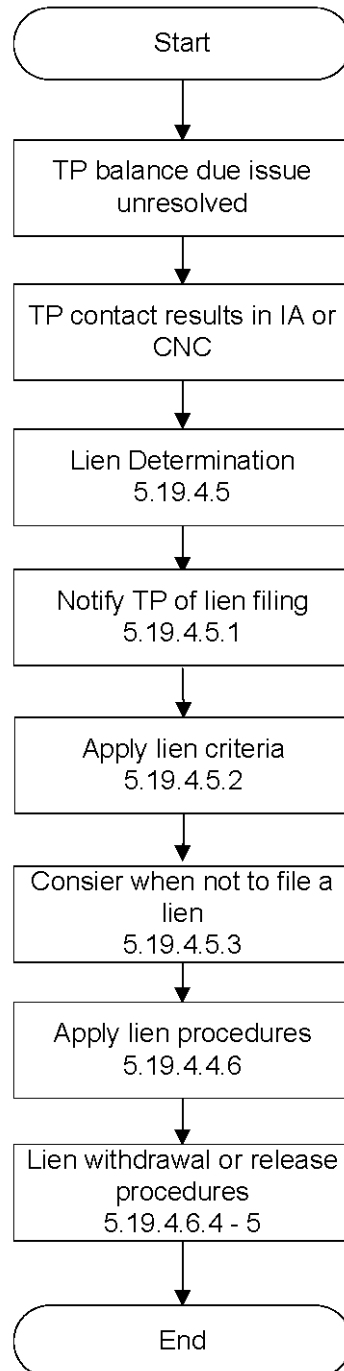 Start
TP balance due issue
unresolved
TP contact results in IA or
CNC
Lien Determination
5.19.4.5
Notify TP of lien filing
5.19.4.5.1
Apply lien criteria
5.19.4.5.2
Consier when not to file a
lien
5.19.4.5.3
Apply lien procedures
5.19.4.4.6
Lien withdrawal or release
procedures
5.19.4.6.4 - 5
End